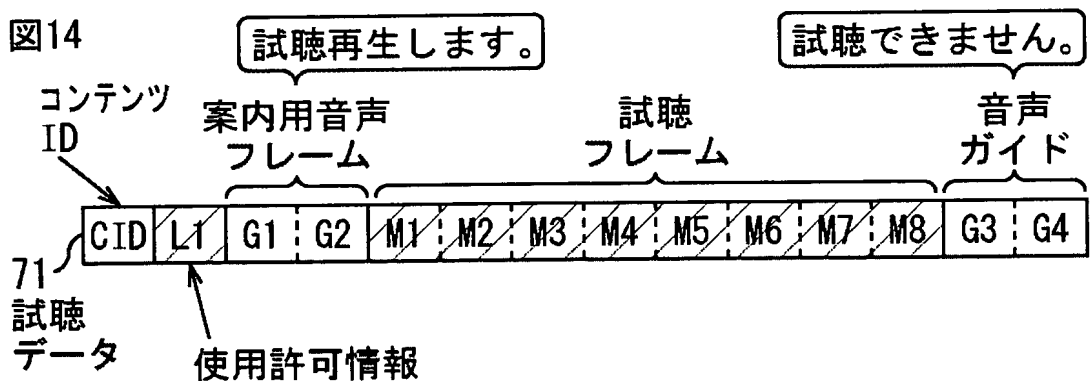 図14
試聴再生します。
試聴できません。
コンテンツ
ID
案内用音声
フレーム
試聴
フレーム
音声
ガイド
CID L1 G1 G2 M1 M2 M3 M4 M5 M6 M7 M8 G3 G4
71
試聴
データ
使用許可情報